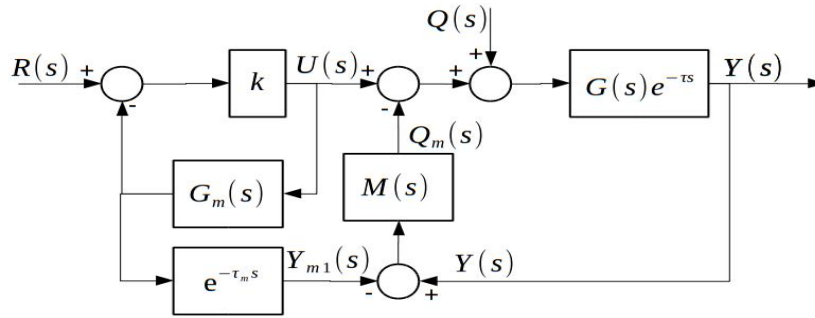 Q(s)
R(s) + k U(s) + + + G(s)e^{-τs} Y(s)
- -
Q_m(s)
G_m(s) M(s)
e^{-τ_m s} Y_{m1}(s) Y(s)
- +